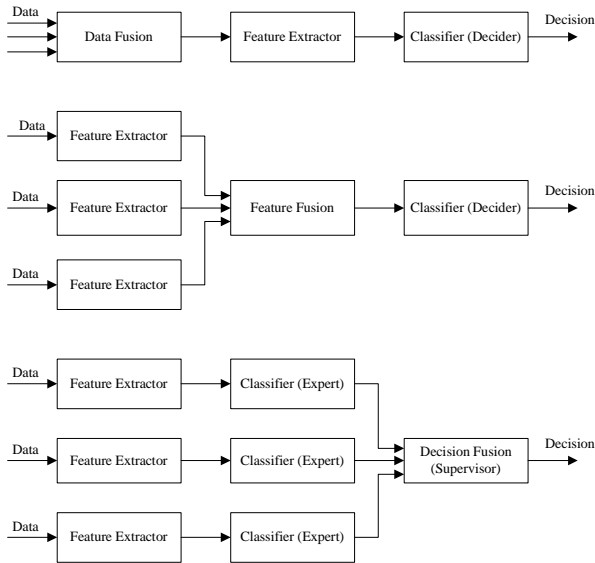 Data
Decision
Data Fusion
Feature Extractor
Classifier (Decider)
Data
Feature Extractor
Data
Decision
Feature Extractor
Feature Fusion
Classifier (Decider)
Data
Feature Extractor
Data
Feature Extractor
Classifier (Expert)
Data
Decision
Feature Extractor
Classifier (Expert)
Decision Fusion
(Supervisor)
Data
Feature Extractor
Classifier (Expert)